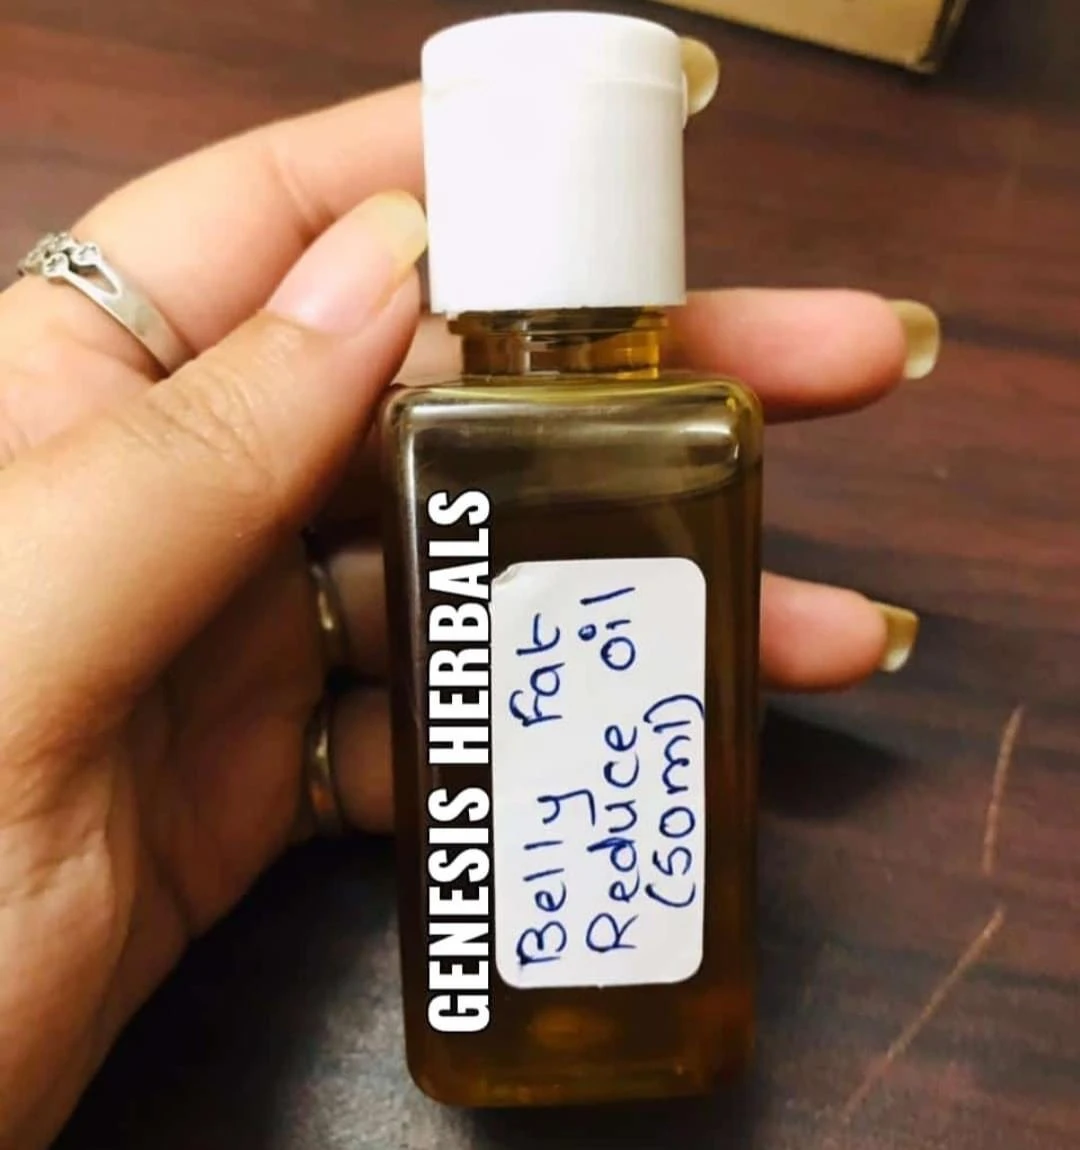 GENESIS HERBALS
Belly Fat
Reduce oil
(50ml)